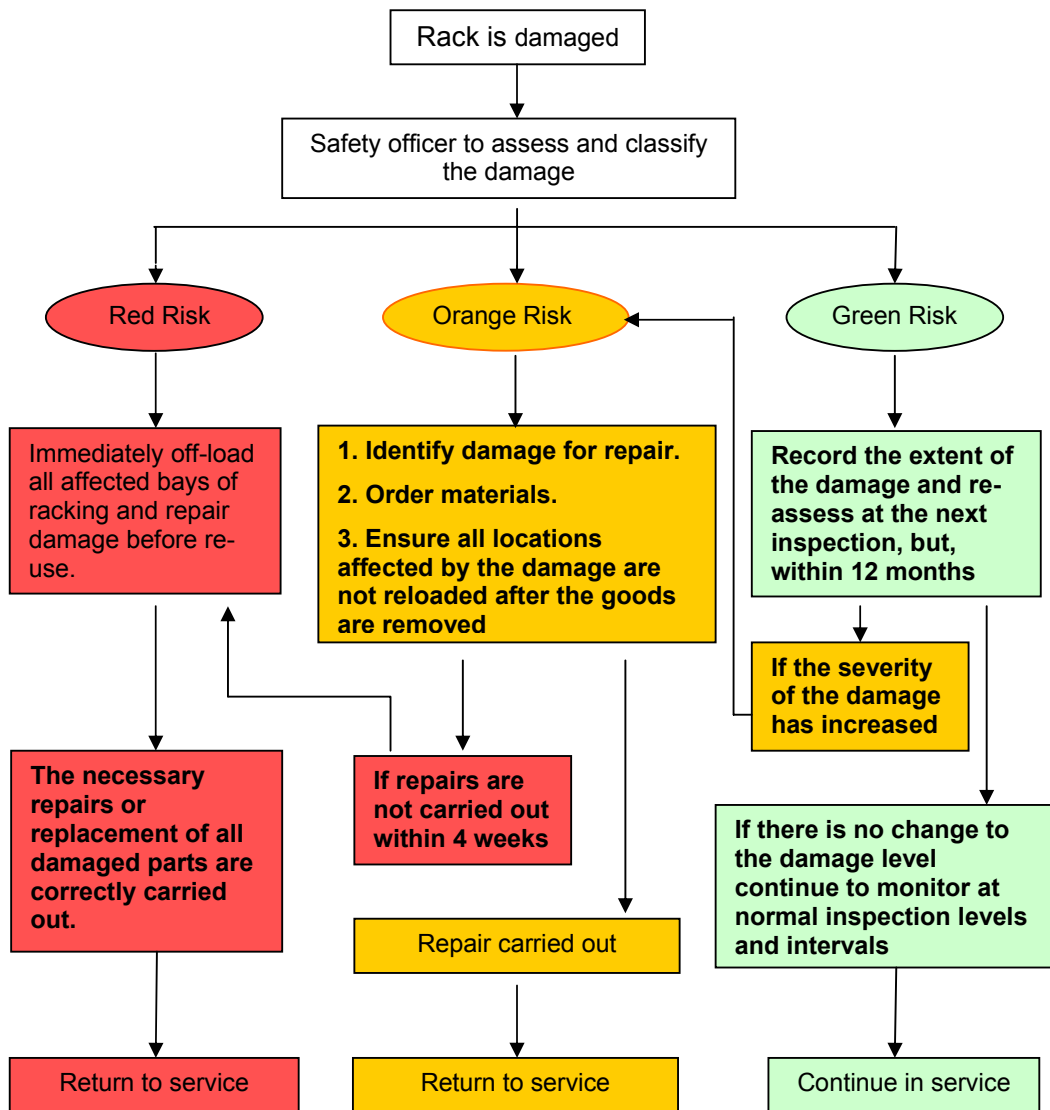 Rack is damaged
Safety officer to assess and classify
the damage
Red Risk
Orange Risk
Green Risk
Immediately off-load
all affected bays of
racking and repair
damage before re-
use.
1. Identify damage for repair.
2. Order materials.
3. Ensure all locations
affected by the damage are
not reloaded after the goods
are removed
Record the extent of
the damage and re-
assess at the next
inspection, but,
within 12 months
If the severity
of the damage
has increased
The necessary
repairs or
replacement of all
damaged parts are
correctly carried
out.
If repairs are
not carried out
within 4 weeks
If there is no change to
the damage level
continue to monitor at
normal inspection levels
and intervals
Repair carried out
Return to service
Return to service
Continue in service